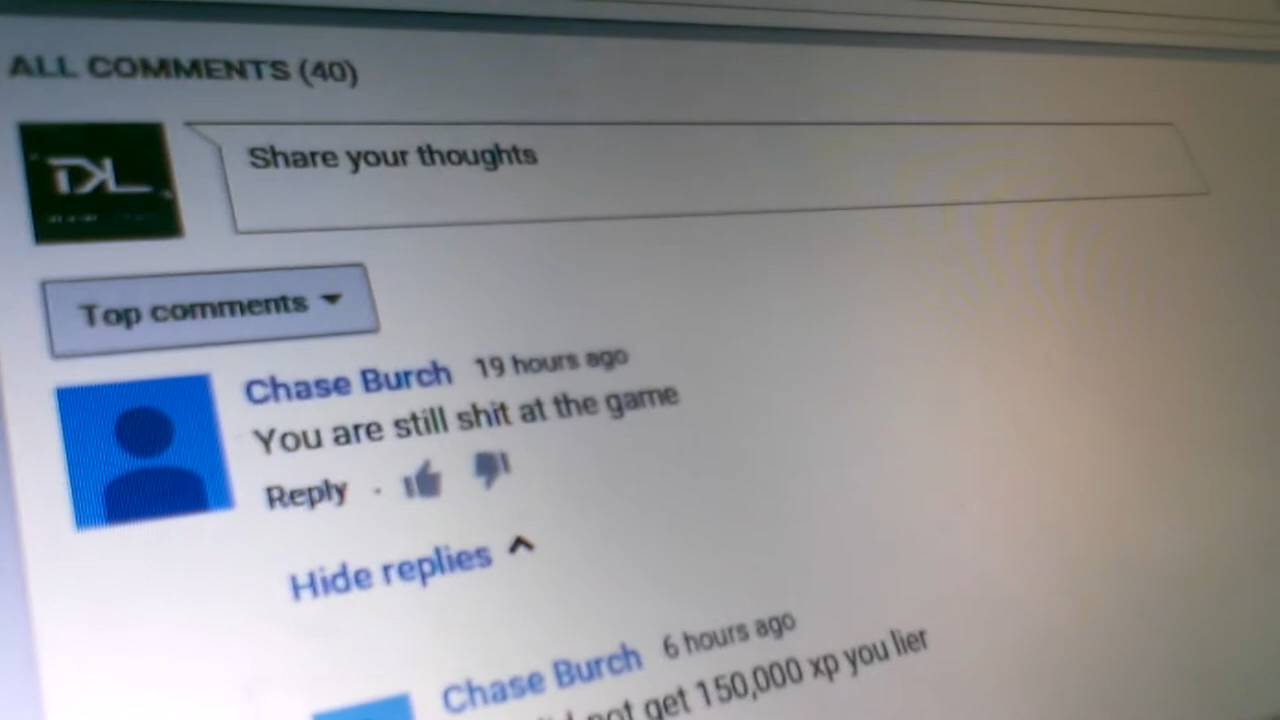 ALL COMMENTS (40)
TKL
Share your thoughts
Top comments
Chase Burch 19 hours ago
You are still shit at the game
Reply
Hide replies
Chase Burch 6 hours ago
not get 150,000 xp you lier